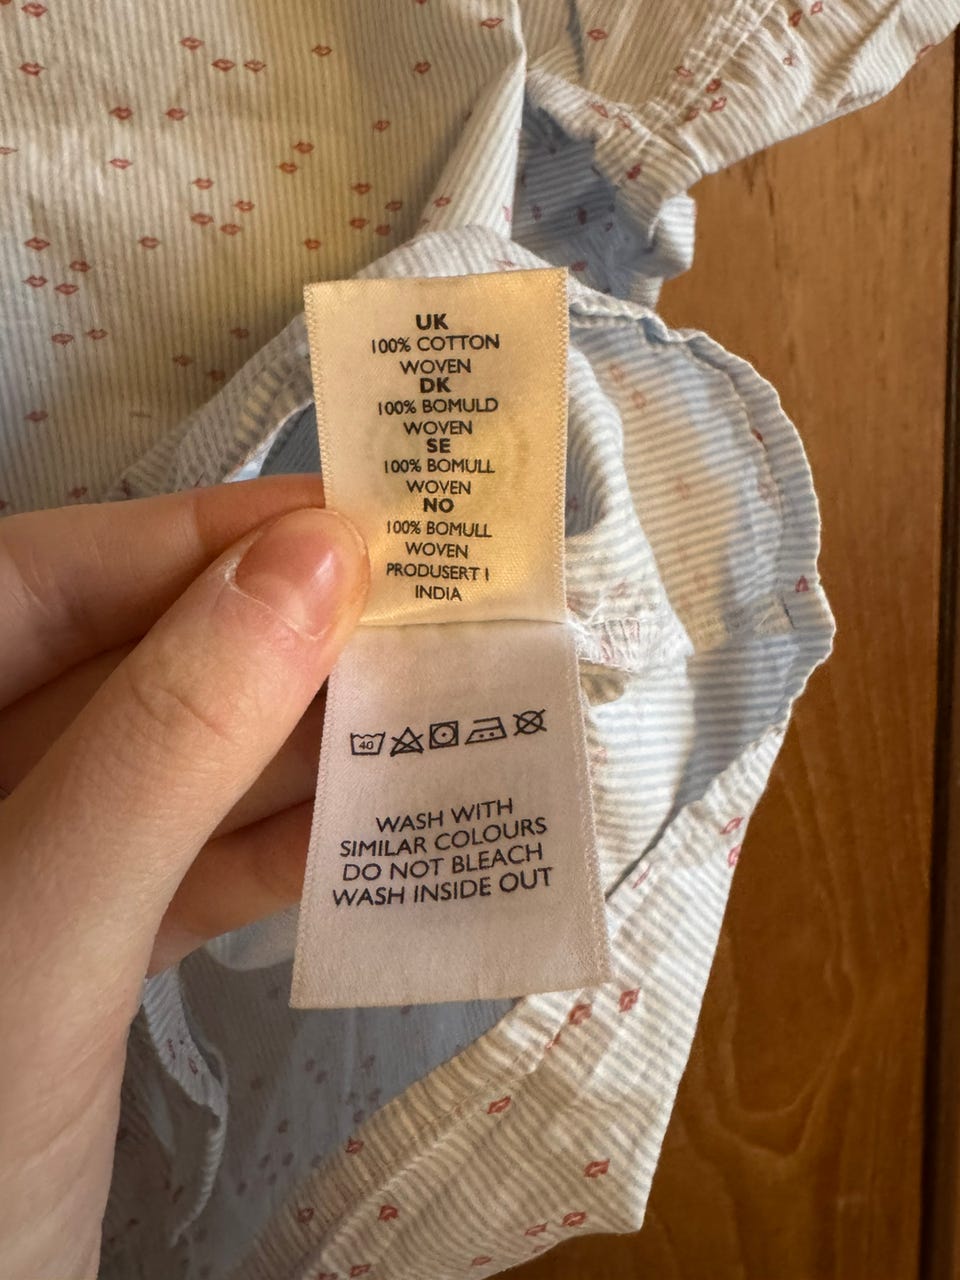 UK
100% COTTON
WOVEN
DK
100% BOMULD
WOVEN
SE
100% BOMULL
WOVEN
NO
100% BOMULL
WOVEN
PRODUSERT I
INDIA
40
WASH WITH
SIMILAR COLOURS
DO NOT BLEACH
WASH INSIDE OUT